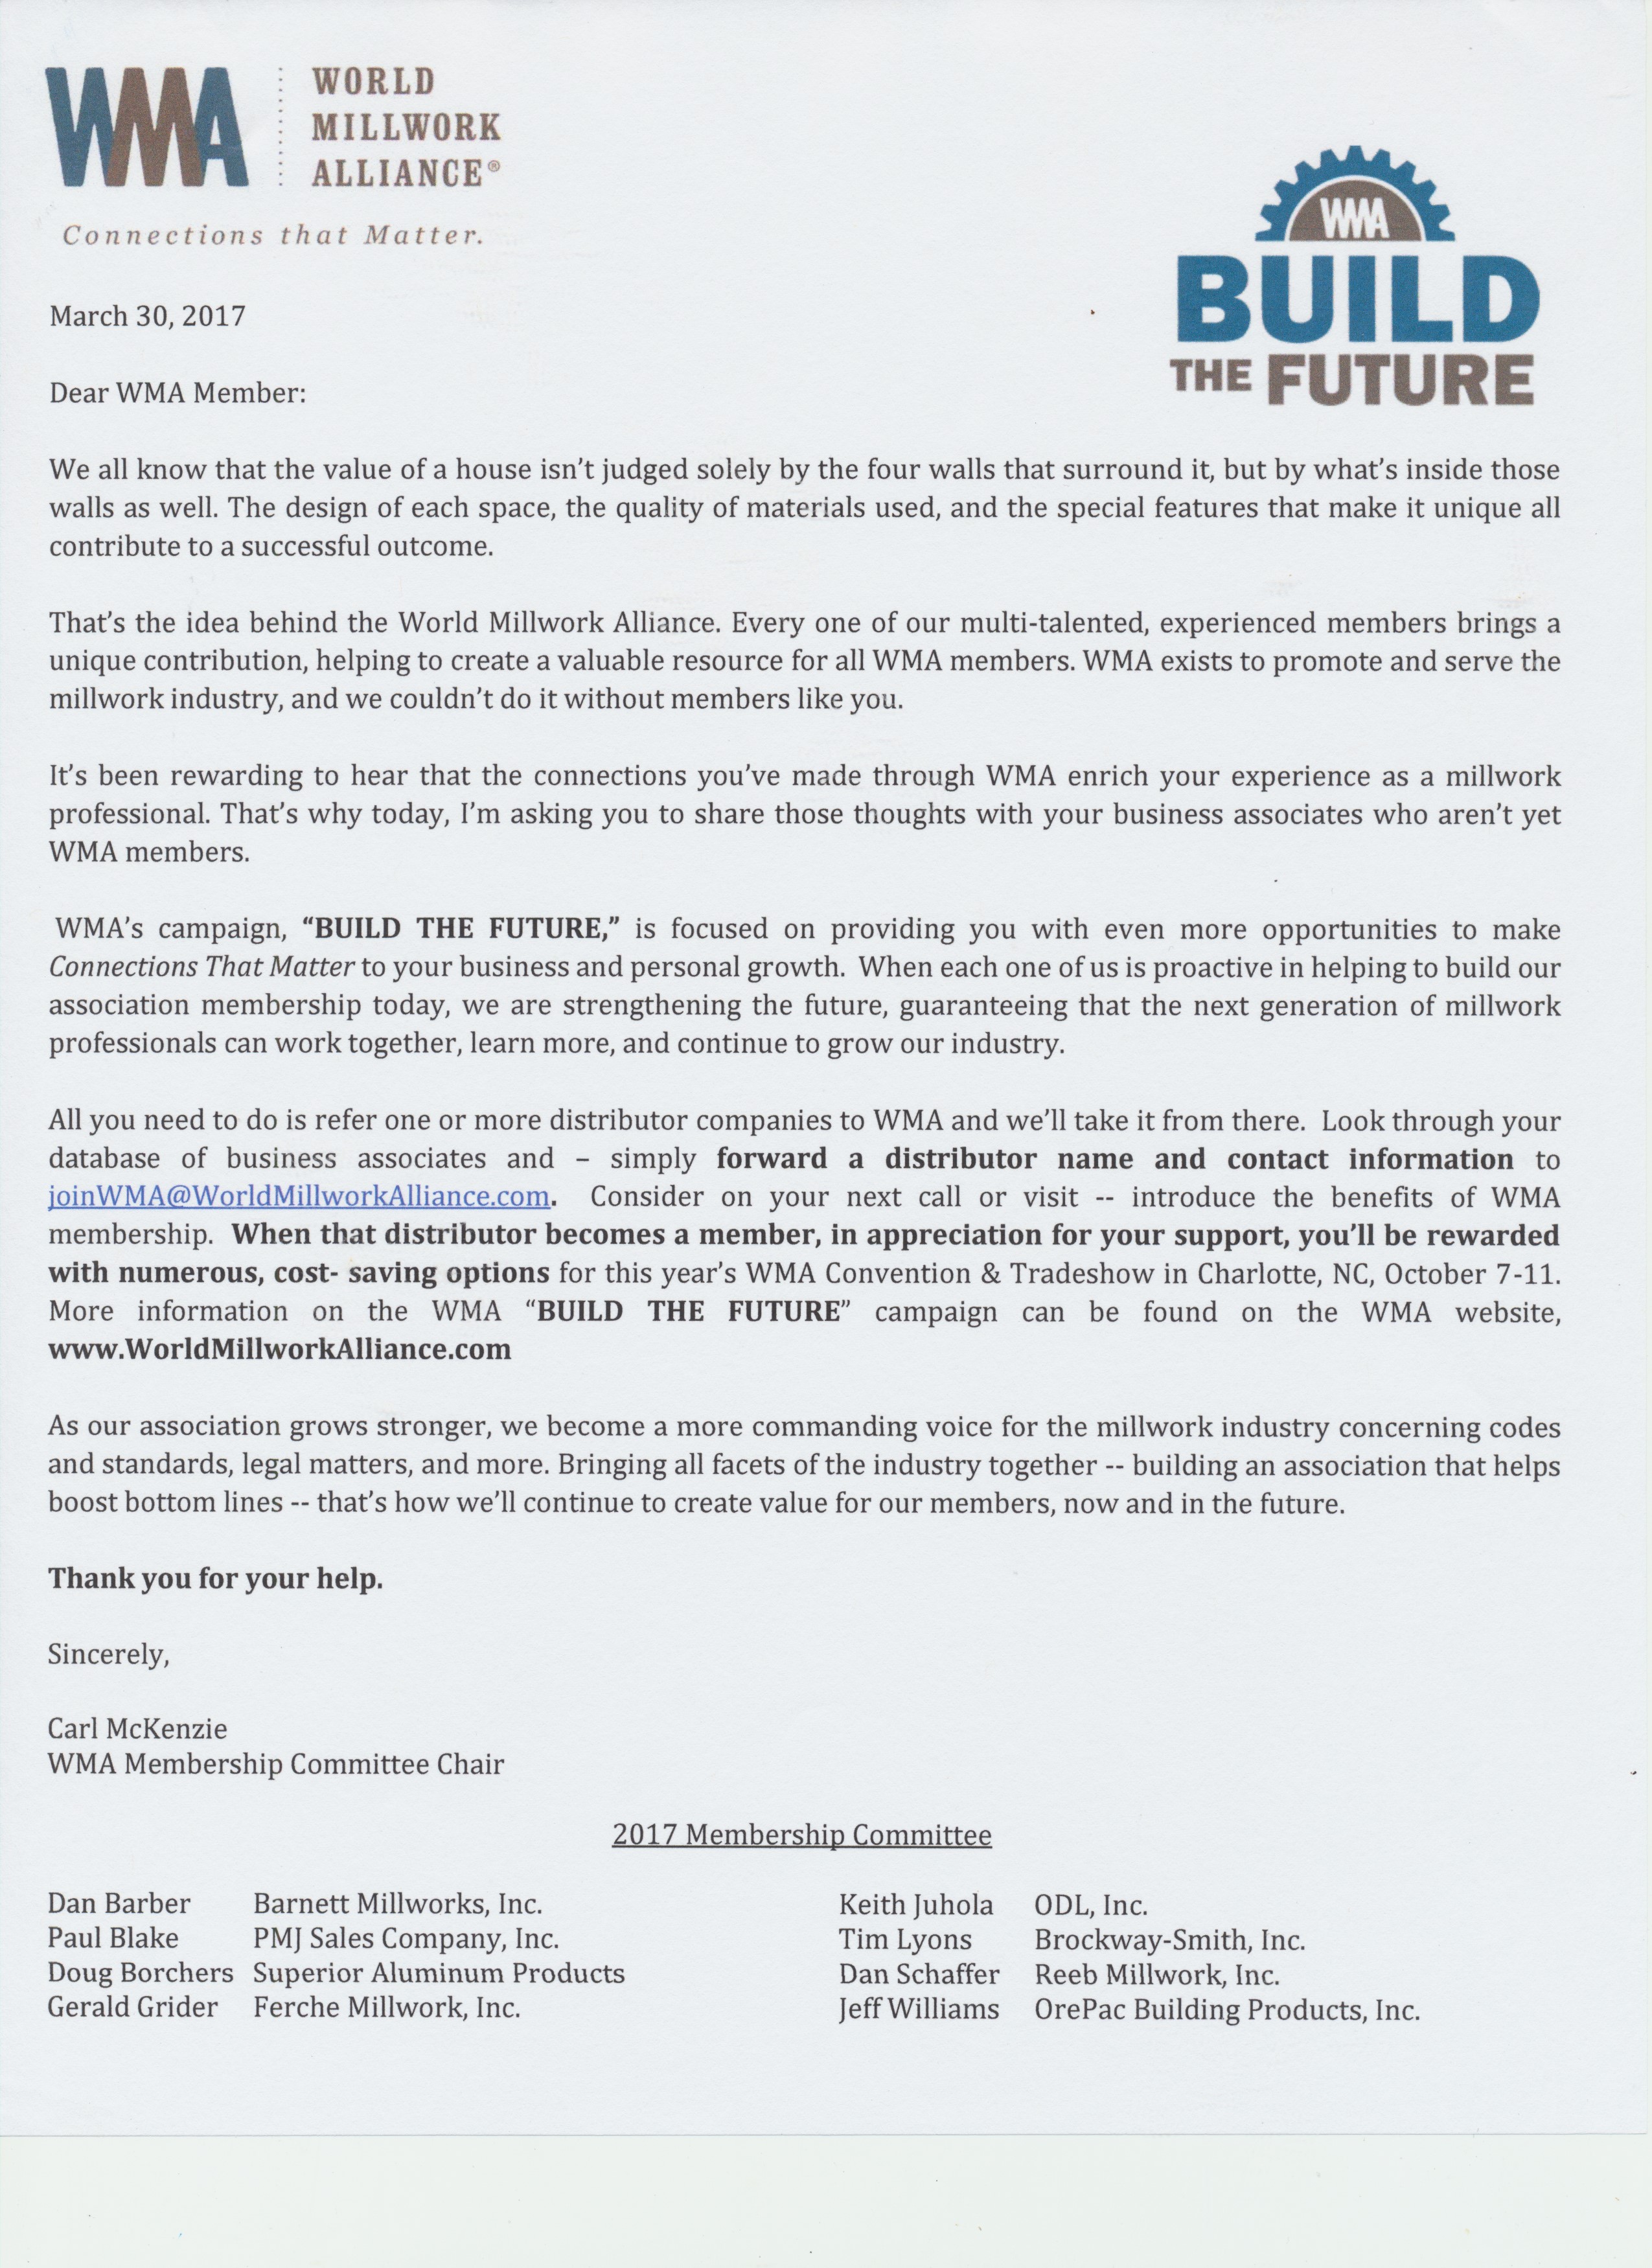 WMA
WORLD
MILLWORK
ALLIANCE®
Connections that Matter.
WMA
BUILD
THE FUTURE
March 30, 2017
Dear WMA Member:
We all know that the value of a house isn't judged solely by the four walls that surround it, but by what's inside those
walls as well. The design of each space, the quality of materials used, and the special features that make it unique all
contribute to a successful outcome.
That's the idea behind the World Millwork Alliance. Every one of our multi-talented, experienced members brings a
unique contribution, helping to create a valuable resource for all WMA members. WMA exists to promote and serve the
millwork industry, and we couldn't do it without members like you.
It's been rewarding to hear that the connections you've made through WMA enrich your experience as a millwork
professional. That's why today, I'm asking you to share those thoughts with your business associates who aren't yet
WMA members.
WMA's campaign, “BUILD THE FUTURE,” is focused on providing you with even more opportunities to make
Connections That Matter to your business and personal growth. When each one of us is proactive in helping to build our
association membership today, we are strengthening the future, guaranteeing that the next generation of millwork
professionals can work together, learn more, and continue to grow our industry.
All you need to do is refer one or more distributor companies to WMA and we'll take it from there. Look through your
database of business associates and – simply forward a distributor name and contact information to
joinWMA@WorldMillworkAlliance.com. Consider on your next call or visit -- introduce the benefits of WMA
membership. When that distributor becomes a member, in appreciation for your support, you'll be rewarded
with numerous, cost- saving options for this year's WMA Convention & Tradeshow in Charlotte, NC, October 7-11.
More information on the WMA “BUILD THE FUTURE” campaign can be found on the WMA website,
www.WorldMillworkAlliance.com
As our association grows stronger, we become a more commanding voice for the millwork industry concerning codes
and standards, legal matters, and more. Bringing all facets of the industry together -- building an association that helps
boost bottom lines -- that's how we'll continue to create value for our members, now and in the future.
Thank you for your help.
Sincerely,
Carl McKenzie
WMA Membership Committee Chair
2017 Membership Committee
Dan Barber Barnett Millworks, Inc. Keith Juhola ODL, Inc.
Paul Blake PMJ Sales Company, Inc. Tim Lyons Brockway-Smith, Inc.
Doug Borchers Superior Aluminum Products Dan Schaffer Reeb Millwork, Inc.
Gerald Grider Ferche Millwork, Inc. Jeff Williams OrePac Building Products, Inc.